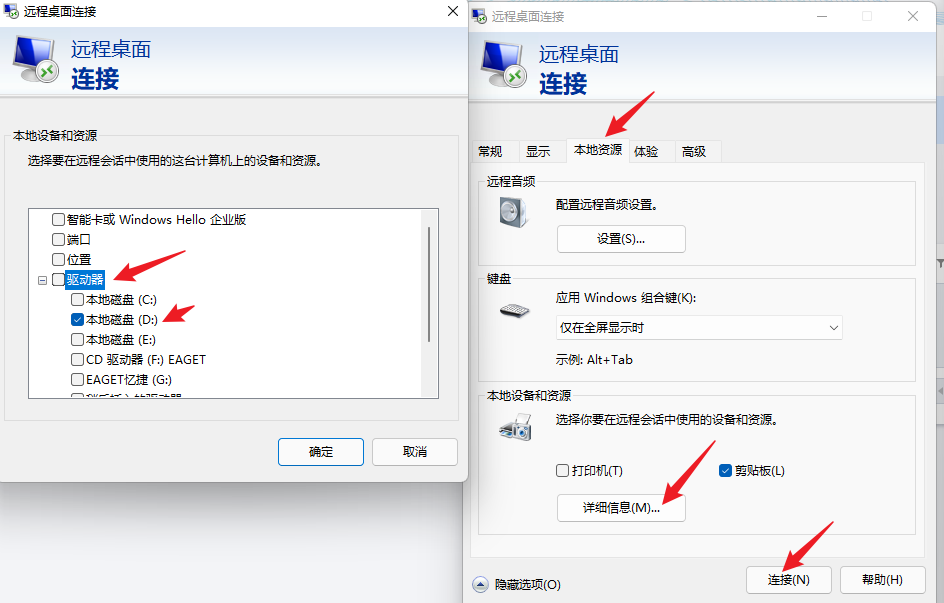 远程桌面连接
远程桌面
连接
本地设备和资源
选择要在远程会话中使用的这台计算机上的设备和资源。
智能卡或 Windows Hello 企业版
端口
位置
驱动器
本地磁盘 (C:)
本地磁盘 (D:)
本地磁盘 (E:)
CD 驱动器 (F:) EAGET
EAGET忆捷 (G:)
确定
取消
远程桌面连接
远程桌面
连接
常规
显示
本地资源
体验
高级
远程音频
配置远程音频设置。
设置(S)...
键盘
应用 Windows 组合键(K):
仅在全屏显示时
示例: Alt+Tab
本地设备和资源
选择你要在远程会话中使用的设备和资源。
打印机(T)
剪贴板(L)
详细信息(M)...
隐藏选项(O)
连接(N)
帮助(H)